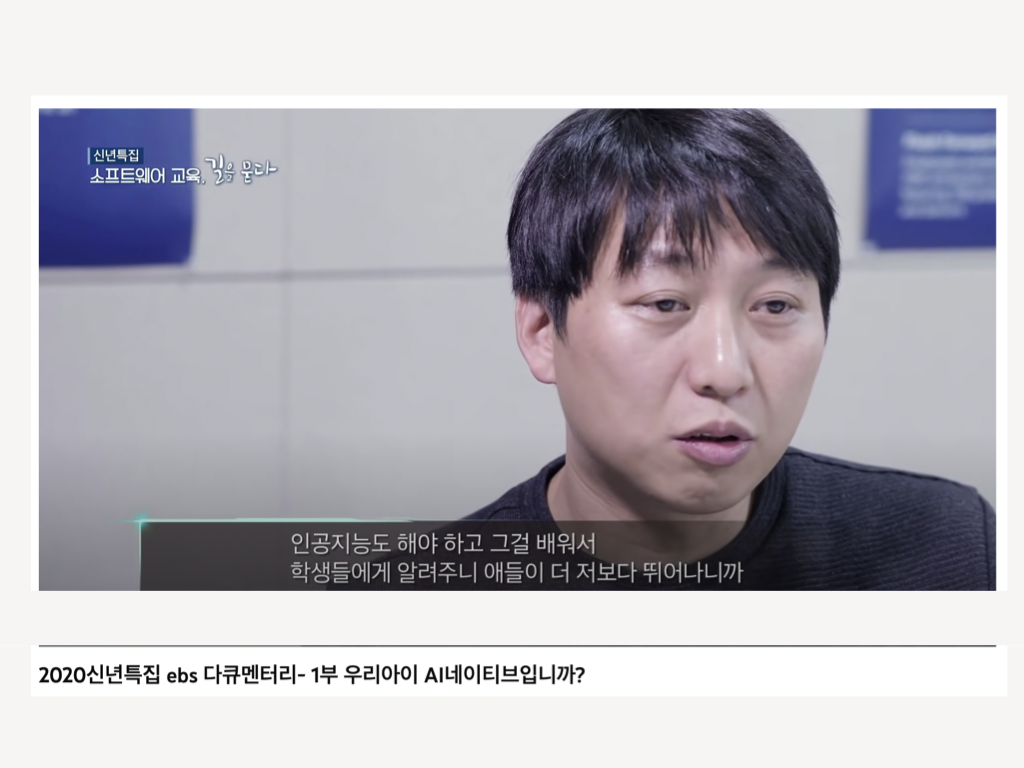 신년특집
소프트웨어 교육, 길을 묻다
인공지능도 해야 하고 그걸 배워서
학생들에게 알려주니 애들이 더 저보다 뛰어나니까
2020신년특집 ebs 다큐멘터리- 1부 우리아이 AI네이티브입니까?